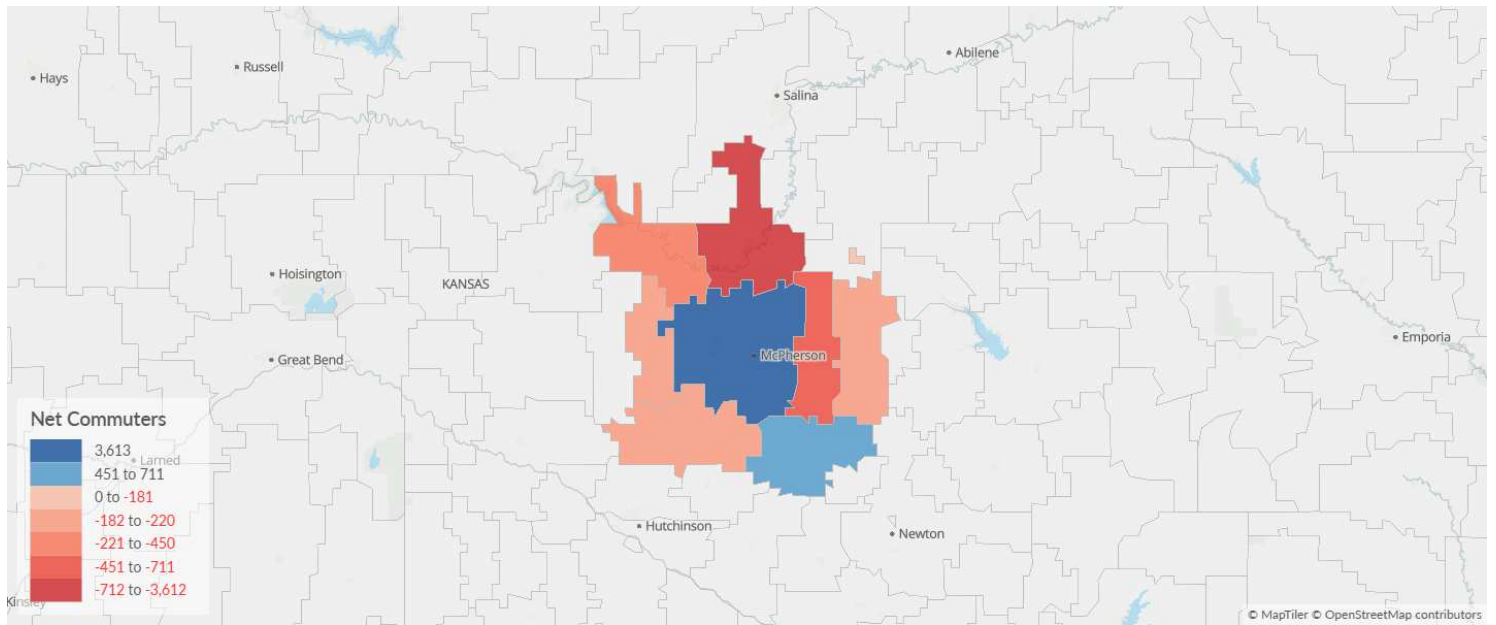 Abilene
Russell
Hays
Salina
Hoisington
KANSAS
Emporia
McPherson
Great Bend
Net Commuters
3,613
451 to 711
Larned
0 to -181
-182 to -220
-221 to -450
Hutchinson
Newton
-451 to -711
-712 to -3,612
Kinsley
© MapTiler © OpenStreetMap contributors